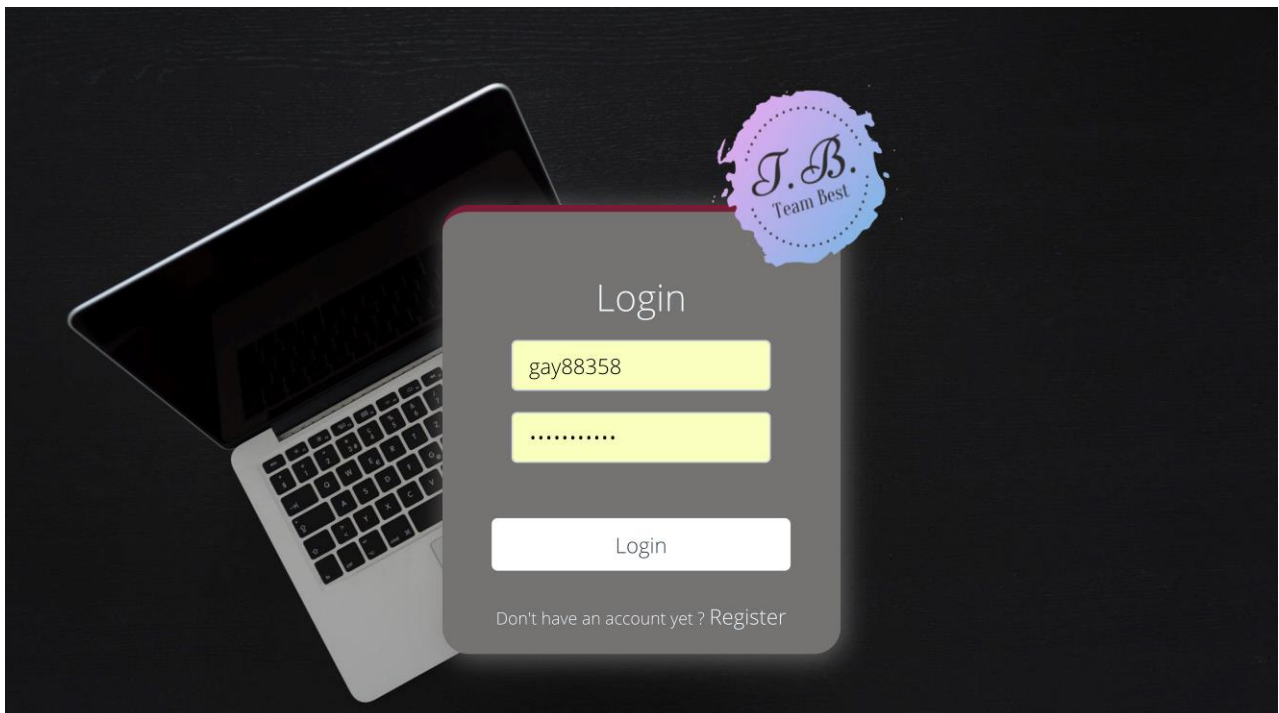 T. B.
Team Best
Login
gay88358
•••••••••••
Login
Don't have an account yet ? Register